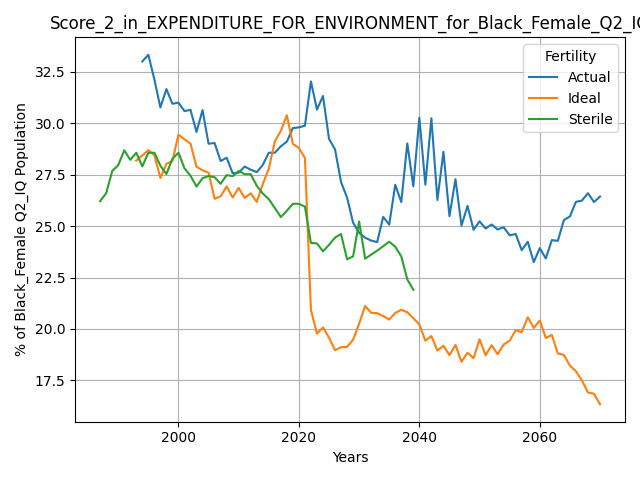 Score_2_in_EXPENDITURE_FOR_ENVIRONMENT_for_Black_Female_Q2_IQ
% of Black_Female Q2_IQ Population
32.5
30.0
27.5
25.0
22.5
20.0
17.5
Fertility
Actual
Ideal
Sterile
2000
2020
2040
2060
Years